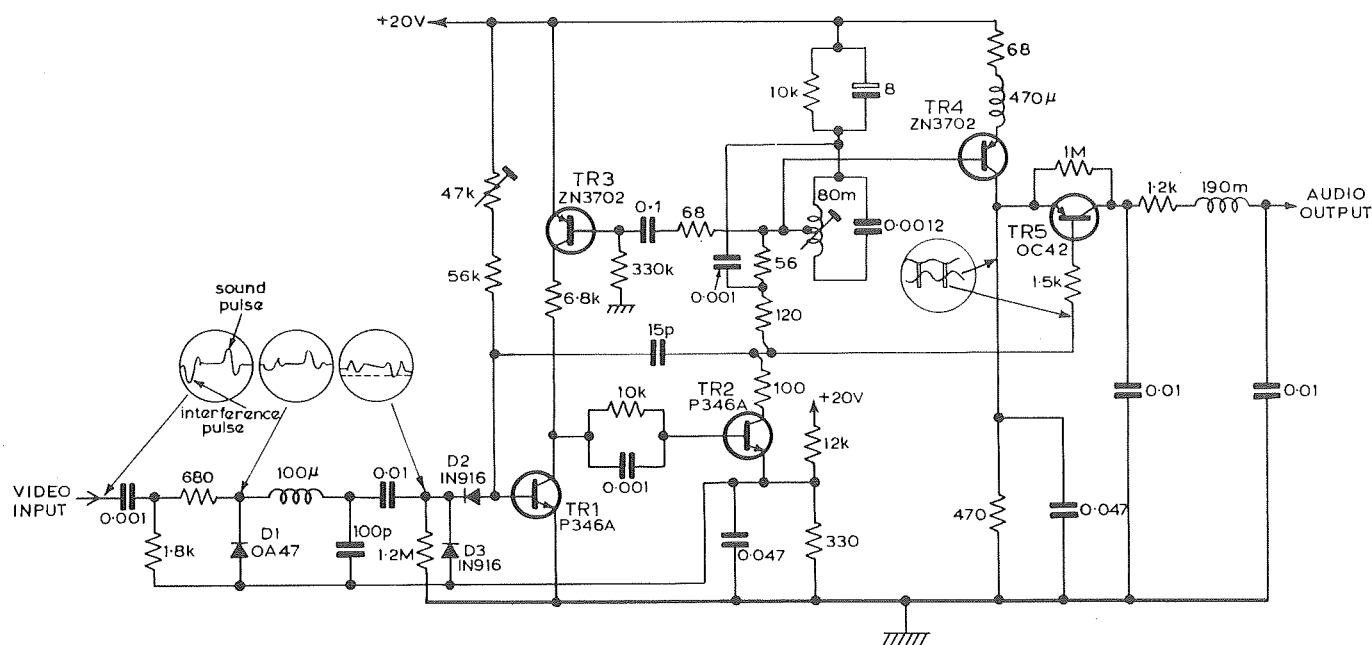 +20V
68
10k
8
470μ
TR4
ZN3702
1M
47k
TR3
ZN3702
0·1
68
80m
0·0012
1·2k
190m
AUDIO
OUTPUT
TR5
OC42
330k
0·001
56
56k
6·8k
120
1·5k
sound
pulse
15p
100
TR2
P346A
+20V
interference
pulse
10k
12k
0·01
0·01
680
100μ
0·01
D2
IN916
0·001
VIDEO
INPUT
0·001
TR1
P346A
470
0·047
1·8k
D1
OA47
100p
1·2M
D3
IN916
0·047
330